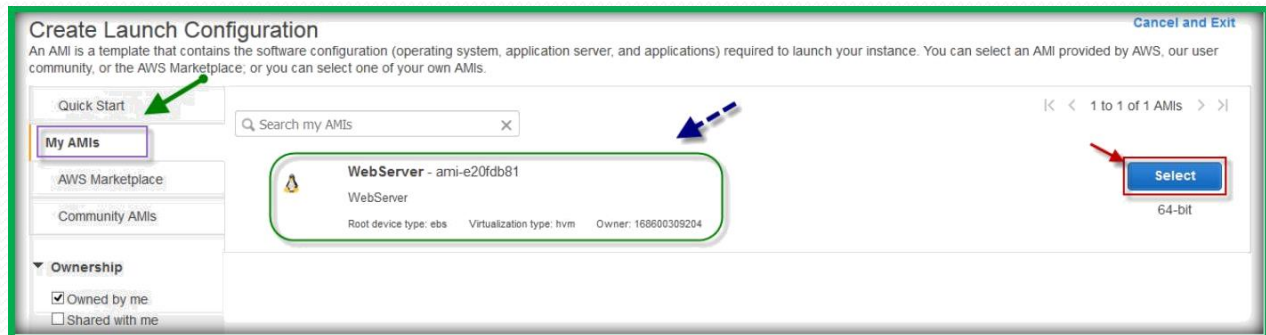 Create Launch Configuration
Cancel and Exit
An AMI is a template that contains the software configuration (operating system, application server, and applications) required to launch your instance. You can select an AMI provided by AWS, our user
community, or the AWS Marketplace; or you can select one of your own AMIs.
Quick Start
My AMIs
AWS Marketplace
Community AMIs
Ownership
Owned by me
Shared with me
Search my AMIs
1 to 1 of 1 AMIs
WebServer - ami-e20fdb81
WebServer
Root device type: ebs Virtualization type: hvm Owner: 168600309204
Select
64-bit